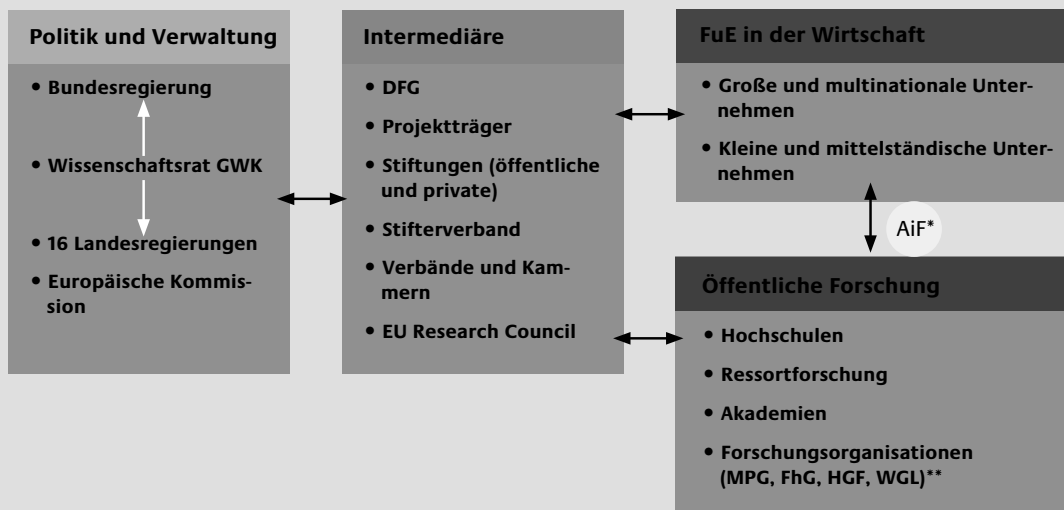 Politik und Verwaltung
• Bundesregierung
• Wissenschaftsrat GWK
• 16 Landesregierungen
• Europäische Kommis-
sion
Intermediäre
• DFG
• Projektträger
• Stiftungen (öffentliche
und private)
• Stifterverband
• Verbände und Kam-
mern
• EU Research Council
FuE in der Wirtschaft
• Große und multinationale Unter-
nehmen
• Kleine und mittelständische Unter-
nehmen
AiF*
Öffentliche Forschung
• Hochschulen
• Ressortforschung
• Akademien
• Forschungsorganisationen
(MPG, FhG, HGF, WGL)**